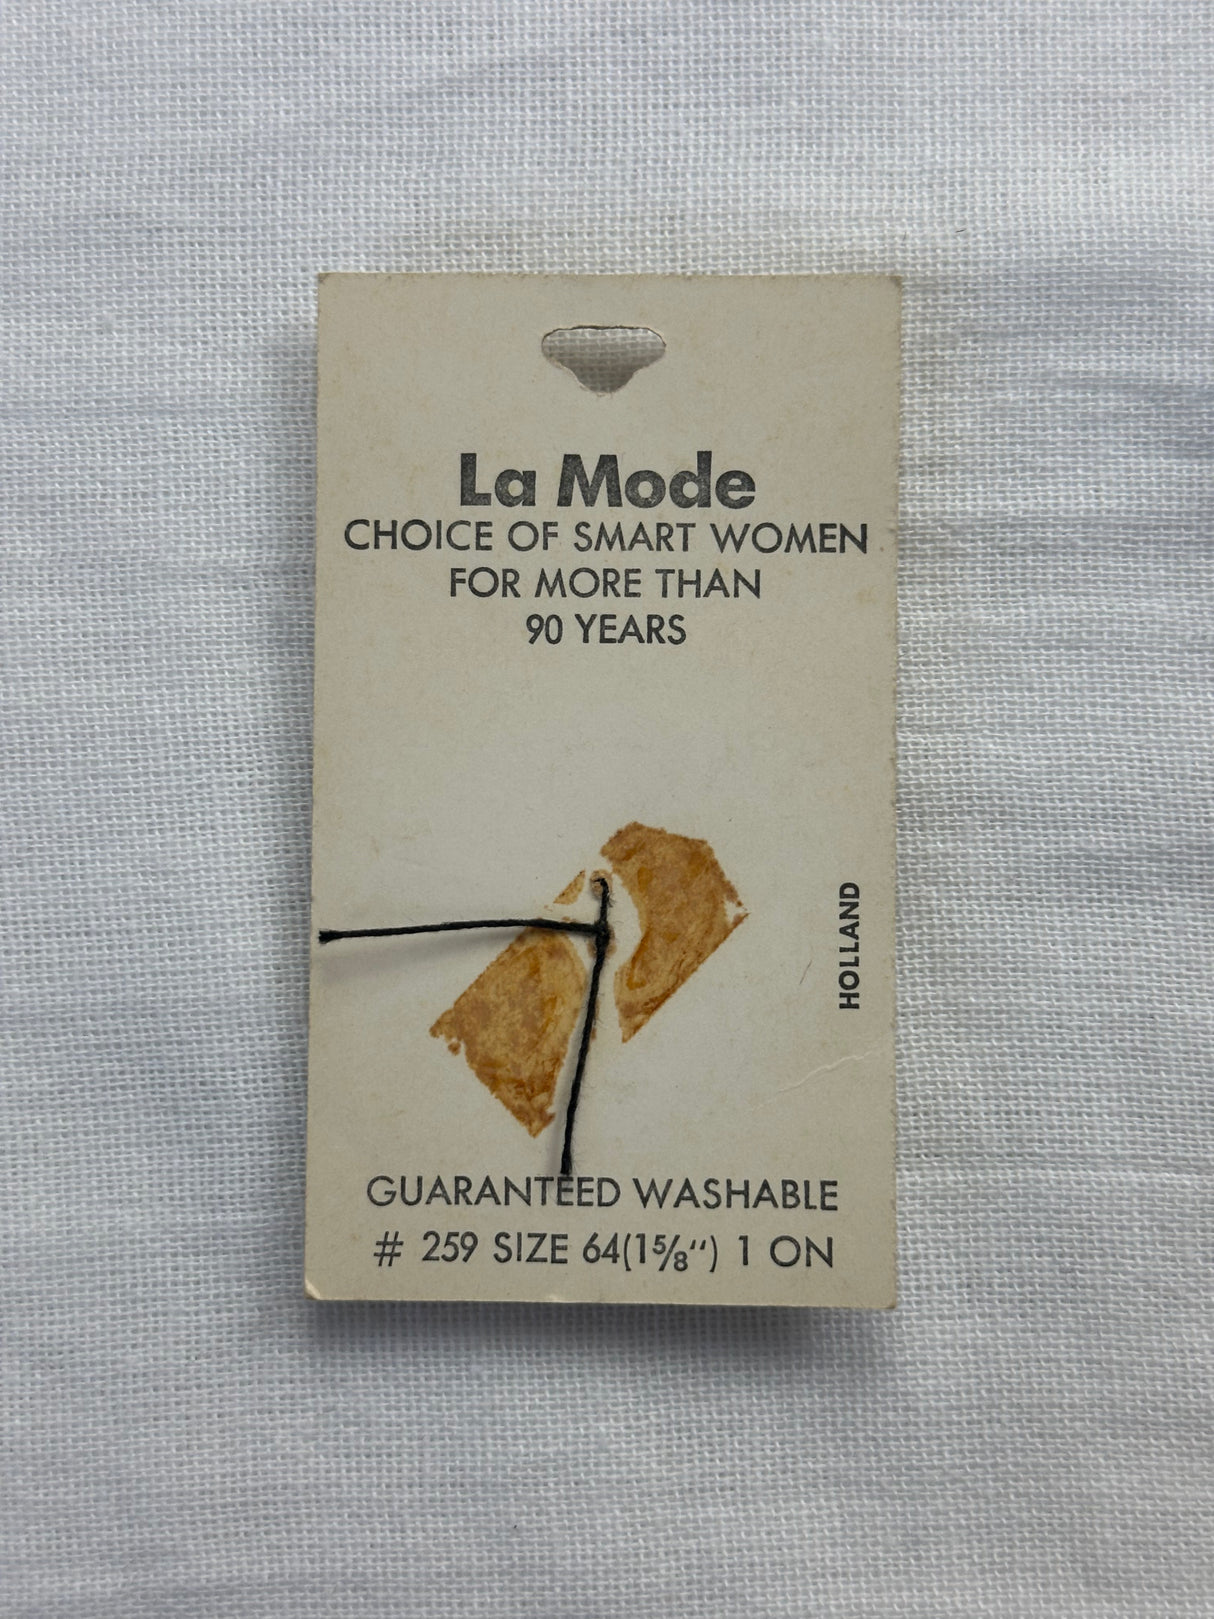 La Mode
CHOICE OF SMART WOMEN
FOR MORE THAN
90 YEARS
HOLLAND
GUARANTEED WASHABLE
# 259 SIZE 64(1⅝“) 1 ON